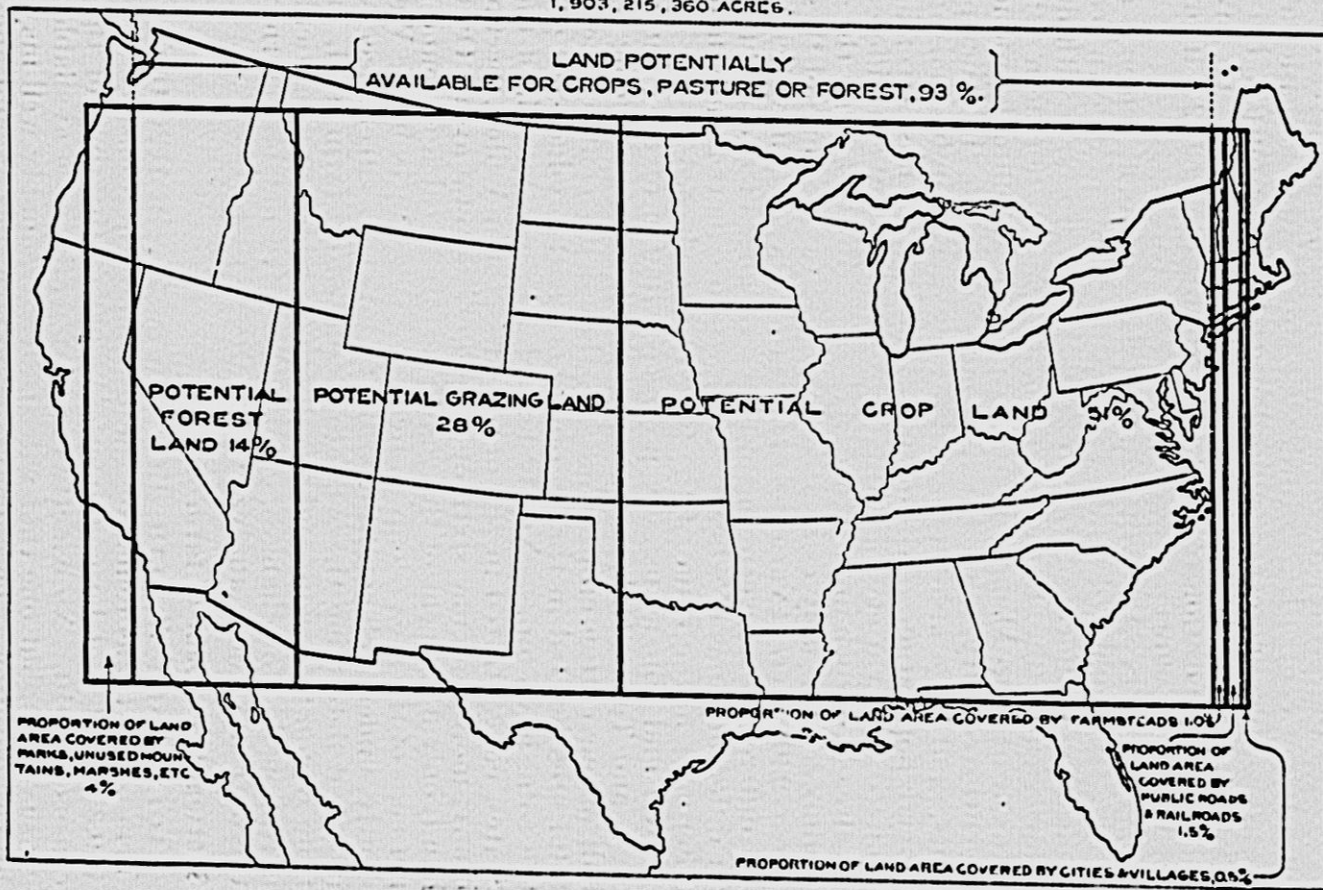 1,903,215,360 ACRES.
LAND POTENTIALLY
AVAILABLE FOR CROPS, PASTURE OR FOREST, 93 %.
POTENTIAL
FOREST
LAND 14%
POTENTIAL GRAZING LAND
28%
POTENTIAL CROP LAND 51%
PROPORTION OF LAND
AREA COVERED BY
PARKS, UNUSED MOUN
TAINS, MARSHES, ETC
4%
PROPORTION OF LAND AREA COVERED BY FARMSTEADS 1.0%
PROPORTION OF
LAND AREA
COVERED BY
PUBLIC ROADS
& RAILROADS
1.5%
PROPORTION OF LAND AREA COVERED BY CITIES & VILLAGES, 0.5%